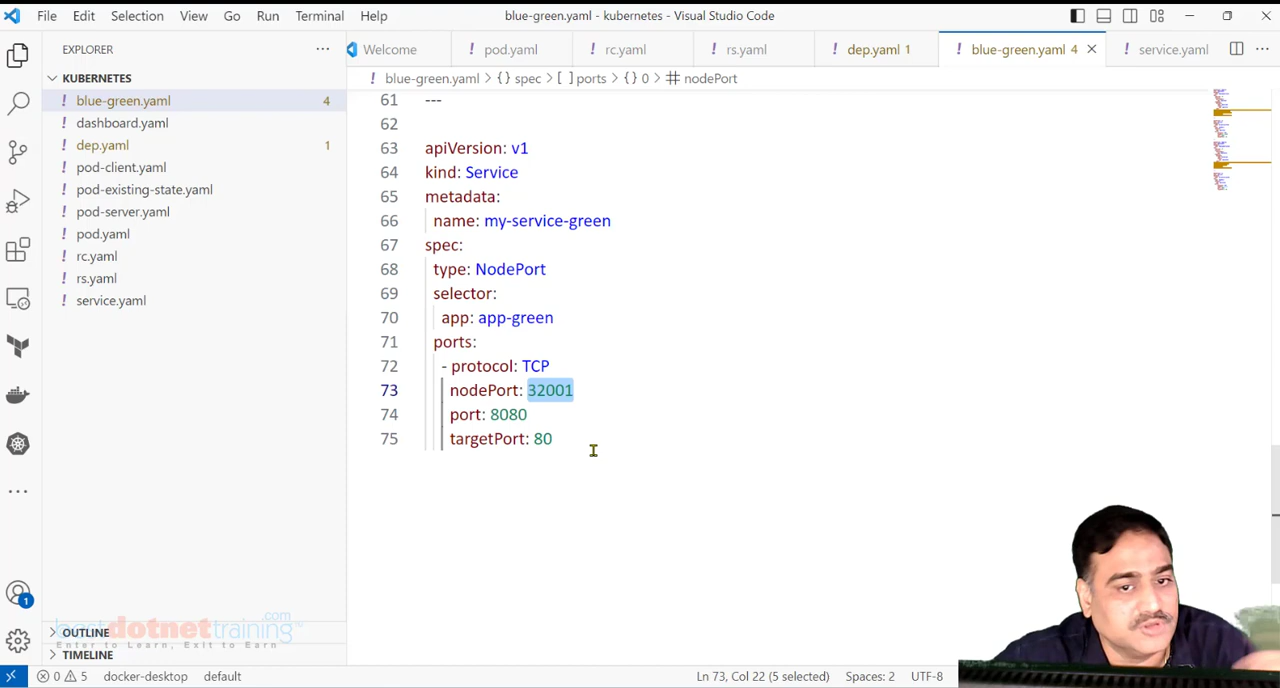 File Edit Selection View Go Run Terminal Help blue-green.yaml - kubernetes - Visual Studio Code
EXPLORER ...
Welcome ! pod.yaml ! rc.yaml ! rs.yaml ! dep.yaml 1 ! blue-green.yaml 4 ! service.yaml ...
KUBERNETES
! blue-green.yaml 4
! dashboard.yaml
! dep.yaml 1
! pod-client.yaml
! pod-existing-state.yaml
! pod-server.yaml
! pod.yaml
! rc.yaml
! rs.yaml
! service.yaml
! blue-green.yaml > {} spec > [ ] ports > {} 0 > # nodePort
61 ---
62
63 apiVersion: v1
64 kind: Service
65 metadata:
66 name: my-service-green
67 spec:
68 type: NodePort
69 selector:
70 app: app-green
71 ports:
72 - protocol: TCP
73 nodePort: 32001
74 port: 8080
75 targetPort: 80
1
bestdotnettraining.com
Enter to Learn, Exit to Earn
OUTLINE
TIMELINE
0 5 docker-desktop default Ln 73, Col 22 (5 selected) Spaces: 2 UTF-8